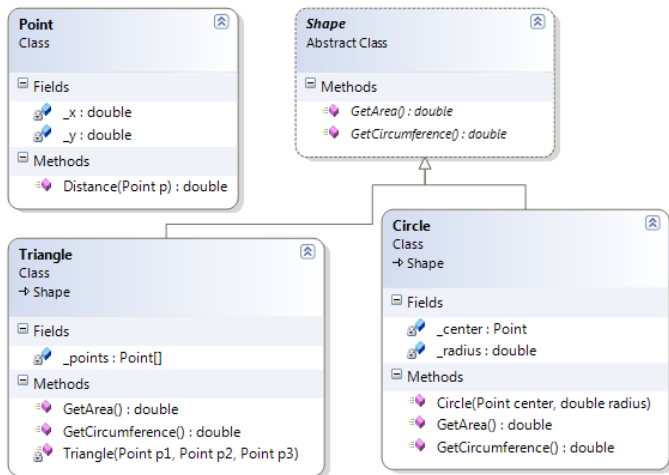 Point
Class
Fields
_x : double
_y : double
Methods
Distance(Point p) : double
Shape
Abstract Class
Methods
GetArea() : double
GetCircumference() : double
Triangle
Class
Shape
Fields
_points : Point[]
Methods
GetArea() : double
GetCircumference() : double
Triangle(Point p1, Point p2, Point p3)
Circle
Class
Shape
Fields
_center : Point
_radius : double
Methods
Circle(Point center, double radius)
GetArea() : double
GetCircumference() : double